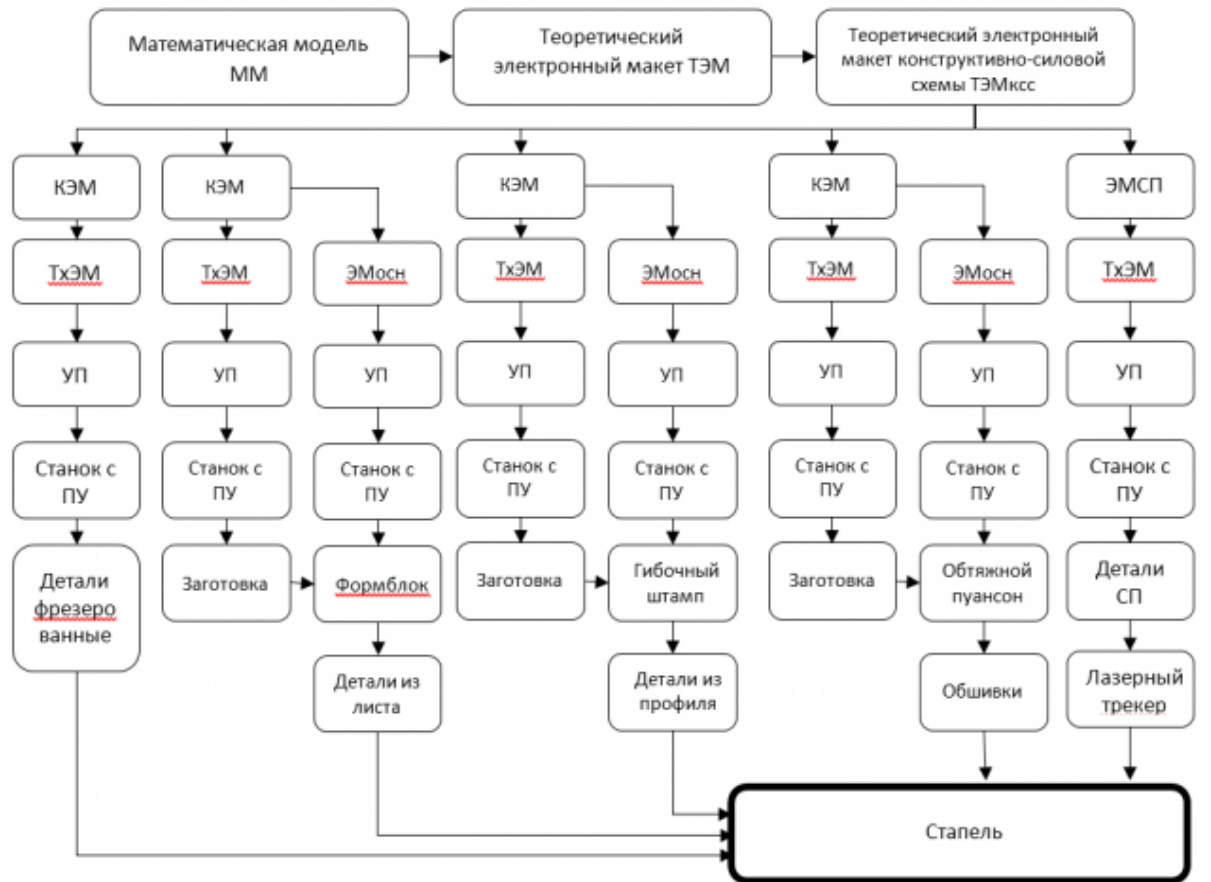 Математическая модель
ММ
Теоретический
электронный макет ТЭМ
Теоретический электронный
макет конструктивно-силовой
схемы ТЭМксс
КЭМ
КЭМ
КЭМ
КЭМ
ЭМСП
ТхЭМ
ТхЭМ
ЭМосн
ТхЭМ
ЭМосн
ТхЭМ
ЭМосн
ТхЭМ
УП
УП
УП
УП
УП
УП
УП
УП
Станок с
ПУ
Станок с
ПУ
Станок с
ПУ
Станок с
ПУ
Станок с
ПУ
Станок с
ПУ
Станок с
ПУ
Станок с
ПУ
Детали
фрезеро
ванные
Заготовка
Формблок
Заготовка
Гибочный
штамп
Заготовка
Обтяжной
пуансон
Детали
СП
Детали из
листа
Детали из
профиля
Обшивки
Лазерный
трекер
Стапель